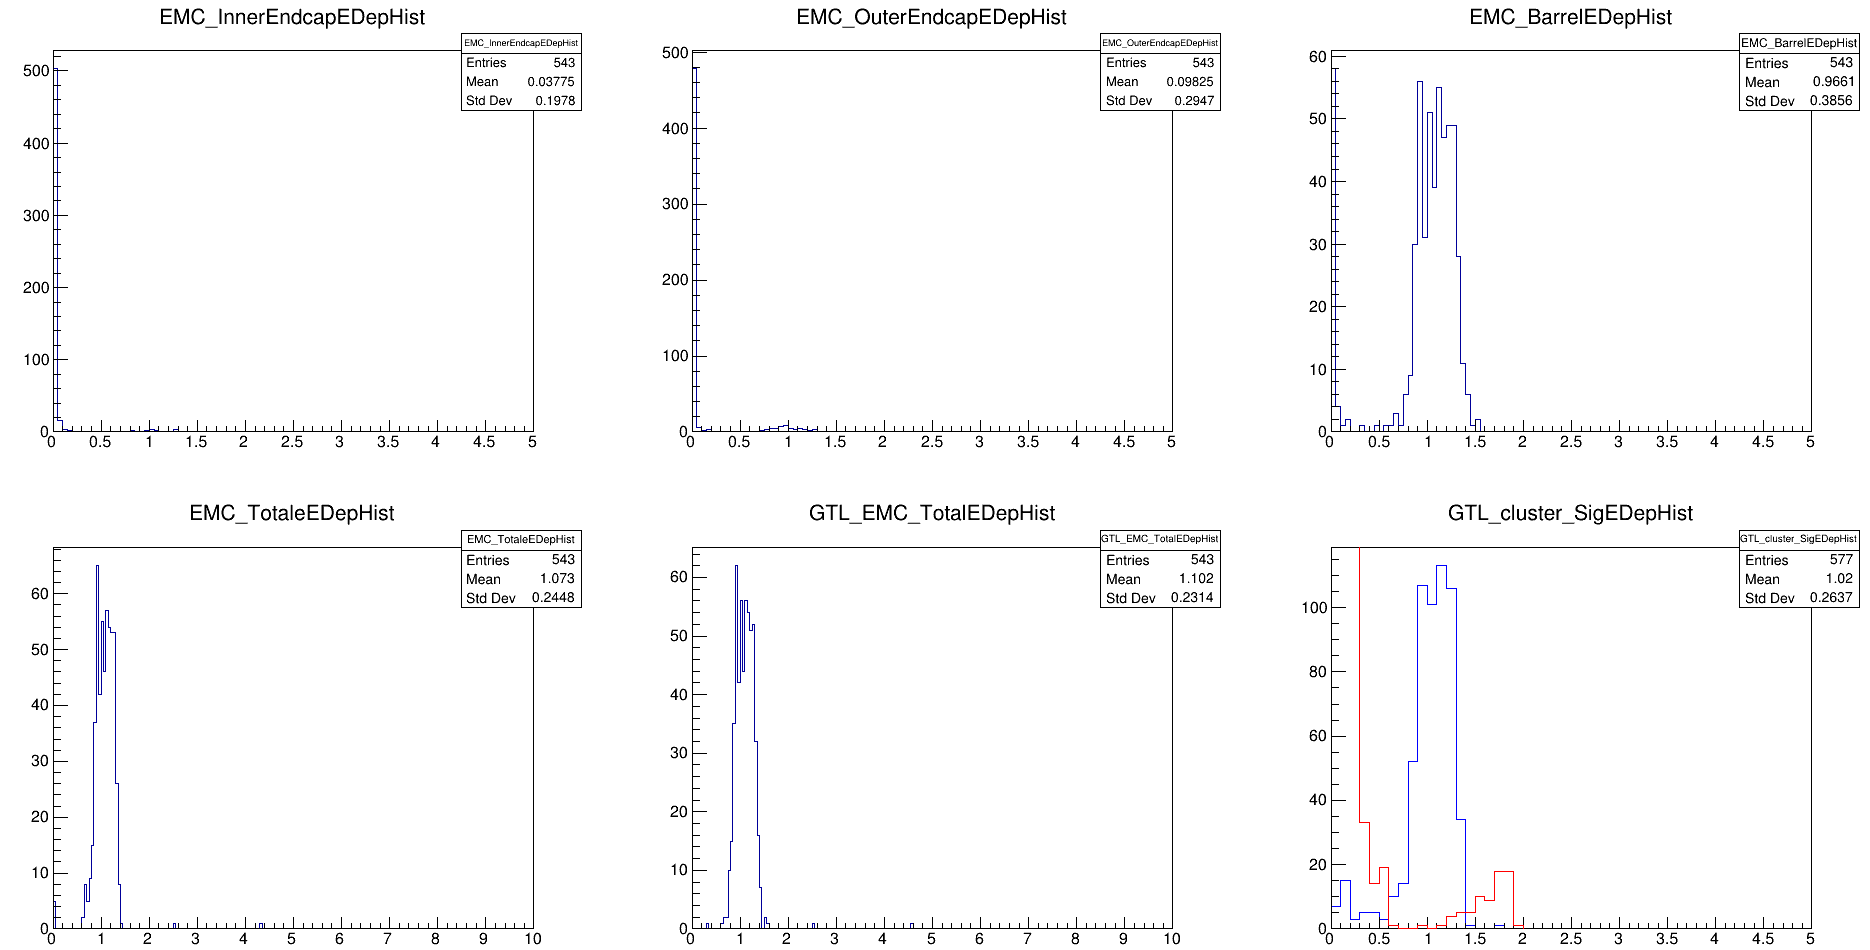 EMC_InnerEndcapEDepHist
EMC_InnerEndcapEDepHist
Entries 543
Mean 0.03775
Std Dev 0.1978
500
400
300
200
100
0
0 0.5 1 1.5 2 2.5 3 3.5 4 4.5 5
EMC_OuterEndcapEDepHist
EMC_OuterEndcapEDepHist
Entries 543
Mean 0.09825
Std Dev 0.2947
500
400
300
200
100
0
0 0.5 1 1.5 2 2.5 3 3.5 4 4.5 5
EMC_BarrelEDepHist
EMC_BarrelEDepHist
Entries 543
Mean 0.9661
Std Dev 0.3856
60
50
40
30
20
10
0
0 0.5 1 1.5 2 2.5 3 3.5 4 4.5 5
EMC_TotaleEDepHist
EMC_TotaleEDepHist
Entries 543
Mean 1.073
Std Dev 0.2448
60
50
40
30
20
10
0
0 1 2 3 4 5 6 7 8 9 10
GTL_EMC_TotalEDepHist
GTL_EMC_TotalEDepHist
Entries 543
Mean 1.102
Std Dev 0.2314
60
50
40
30
20
10
0
0 1 2 3 4 5 6 7 8 9 10
GTL_cluster_SigEDepHist
GTL_cluster_SigEDepHist
Entries 577
Mean 1.02
Std Dev 0.2637
100
80
60
40
20
0
0 0.5 1 1.5 2 2.5 3 3.5 4 4.5 5